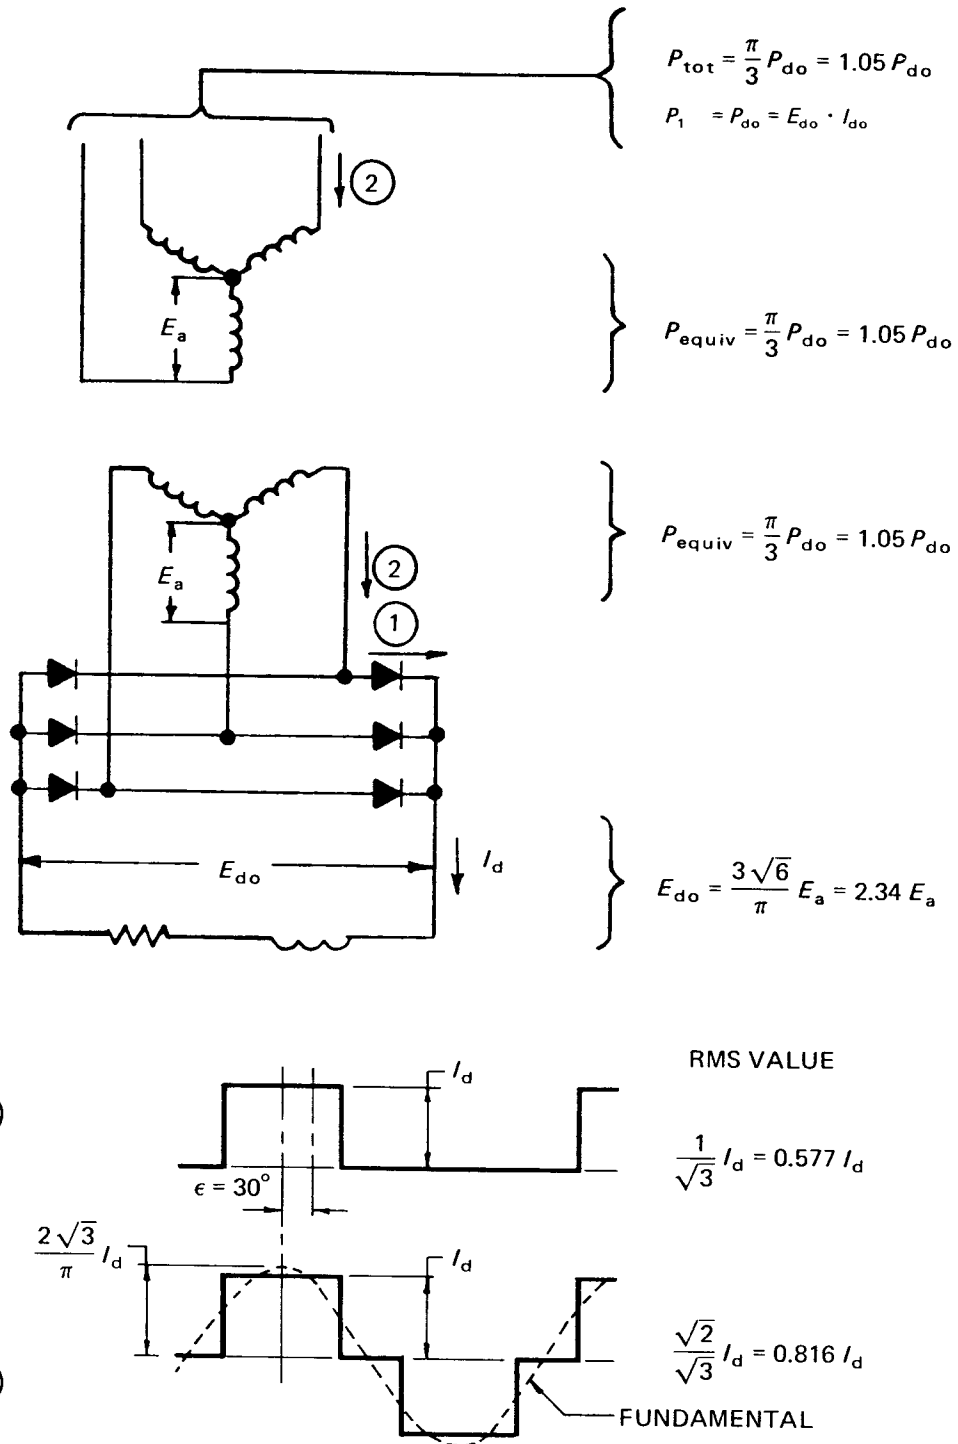 P_tot = π/3 P_do = 1.05 P_do
P_1 = P_do = E_do · I_do
2
E_a
P_equiv = π/3 P_do = 1.05 P_do
P_equiv = π/3 P_do = 1.05 P_do
E_a
2
1
E_do
I_d
E_do = 3√6/π E_a = 2.34 E_a
RMS VALUE
I_d
1/√3 I_d = 0.577 I_d
ϵ = 30°
2√3/π I_d
I_d
√2/√3 I_d = 0.816 I_d
FUNDAMENTAL